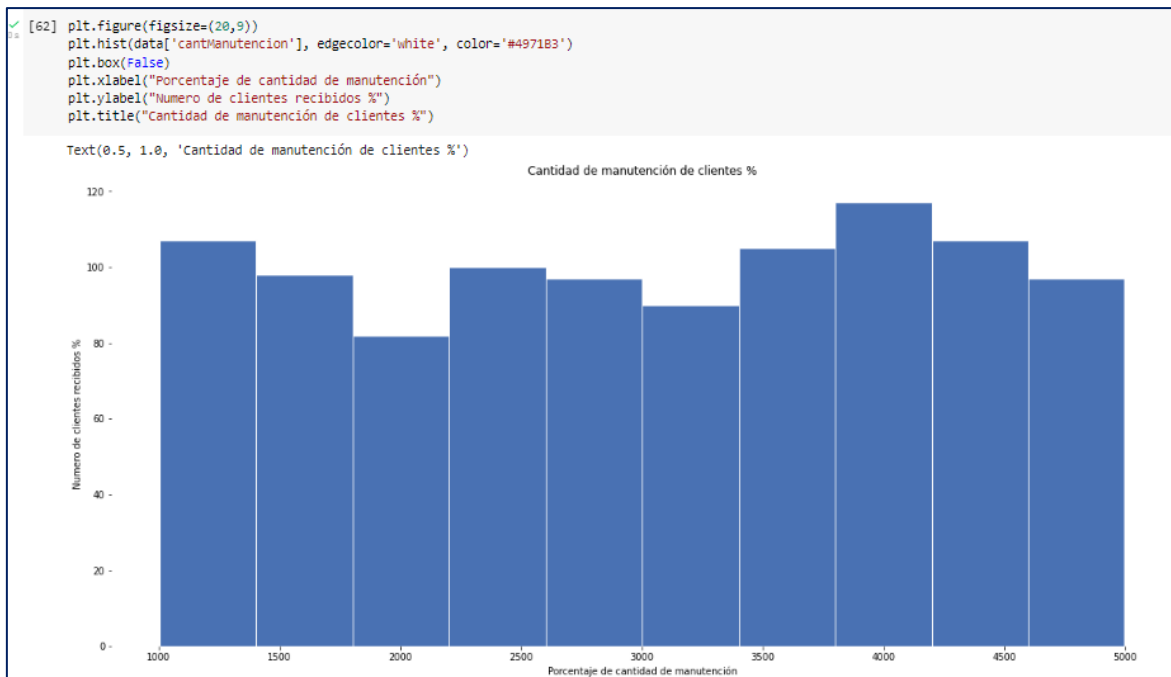 [62] plt.figure(figsize=(20,9))
plt.hist(data['cantManutencion'], edgecolor='white', color='#4971B3')
plt.box(False)
plt.xlabel("Porcentaje de cantidad de manutención")
plt.ylabel("Numero de clientes recibidos %")
plt.title("Cantidad de manutención de clientes %")
Text(0.5, 1.0, 'Cantidad de manutención de clientes %')
Cantidad de manutención de clientes %
Numero de clientes recibidos %
120
100
80
60
40
20
0
1000 1500 2000 2500 3000 3500 4000 4500 5000
Porcentaje de cantidad de manutención